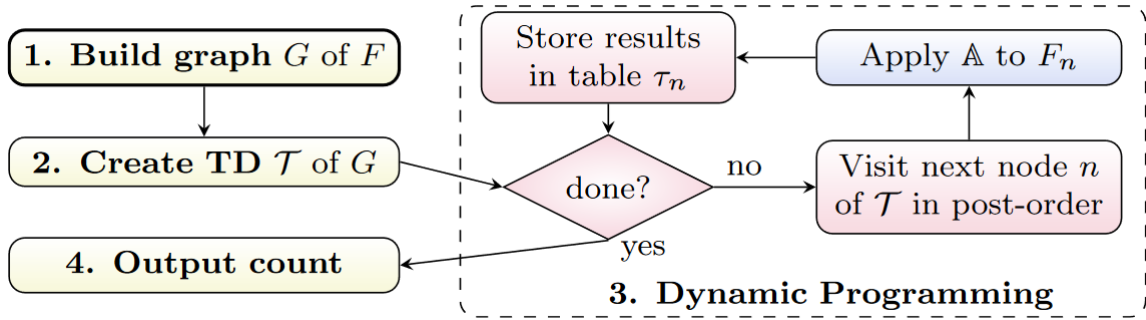 1. Build graph G of F
2. Create TD 𝒯 of G
4. Output count
Store results
in table τₙ
done?
yes
no
Visit next node n
of 𝒯 in post-order
Apply 𝔸 to Fₙ
3. Dynamic Programming